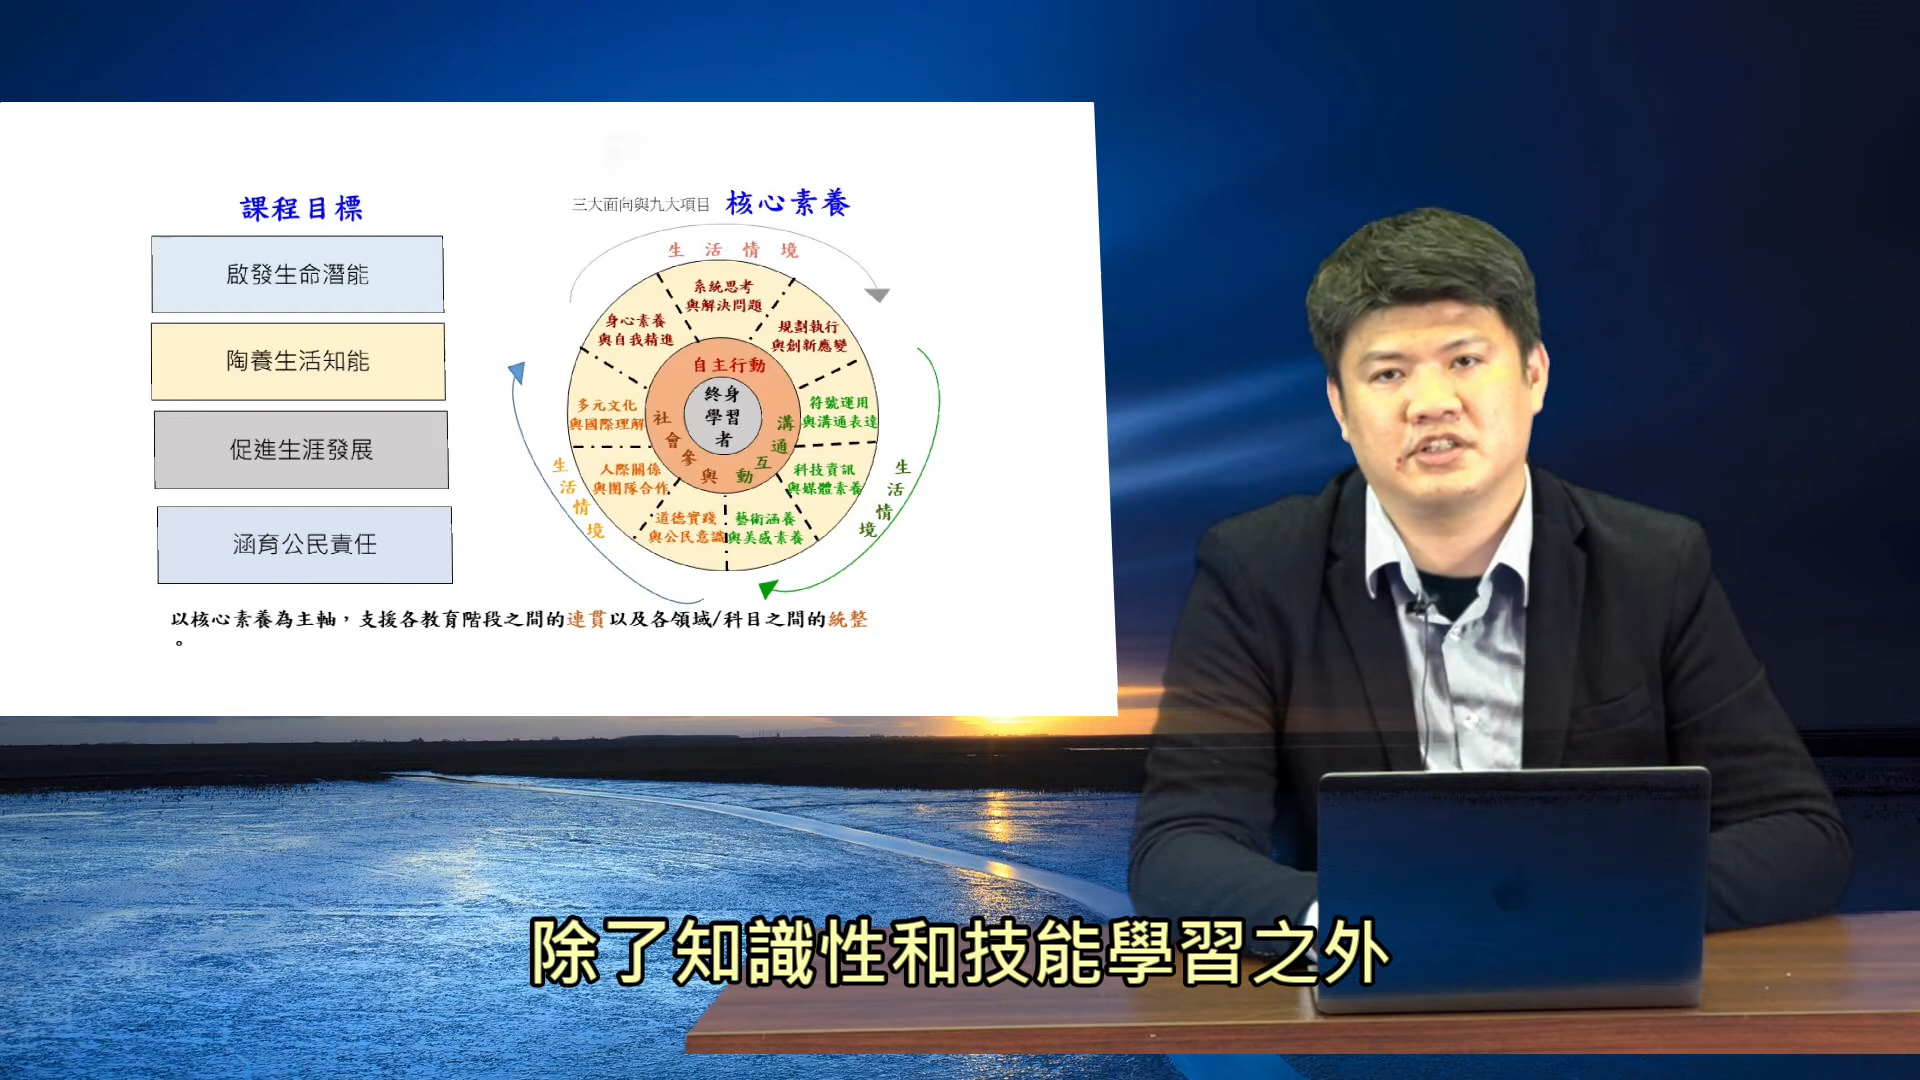 課程目標
啟發生命潛能
陶養生活知能
促進生涯發展
涵育公民責任
三大面向與九大項目 核心素養
生活情境
系統思考
與解決問題
規劃執行
與創新應變
身心素養
與自我精進
自主行動
終身
學習
者
符號運用
與溝通表達
溝通互動
科技資訊
與媒體素養
藝術涵養
與美感素養
生活情境
道德實踐
與公民意識
人際關係
與團隊合作
多元文化
與國際理解
社會參與
生活情境
以核心素養為主軸，支援各教育階段之間的連貫以及各領域/科目之間的統整
。
除了知識性和技能學習之外